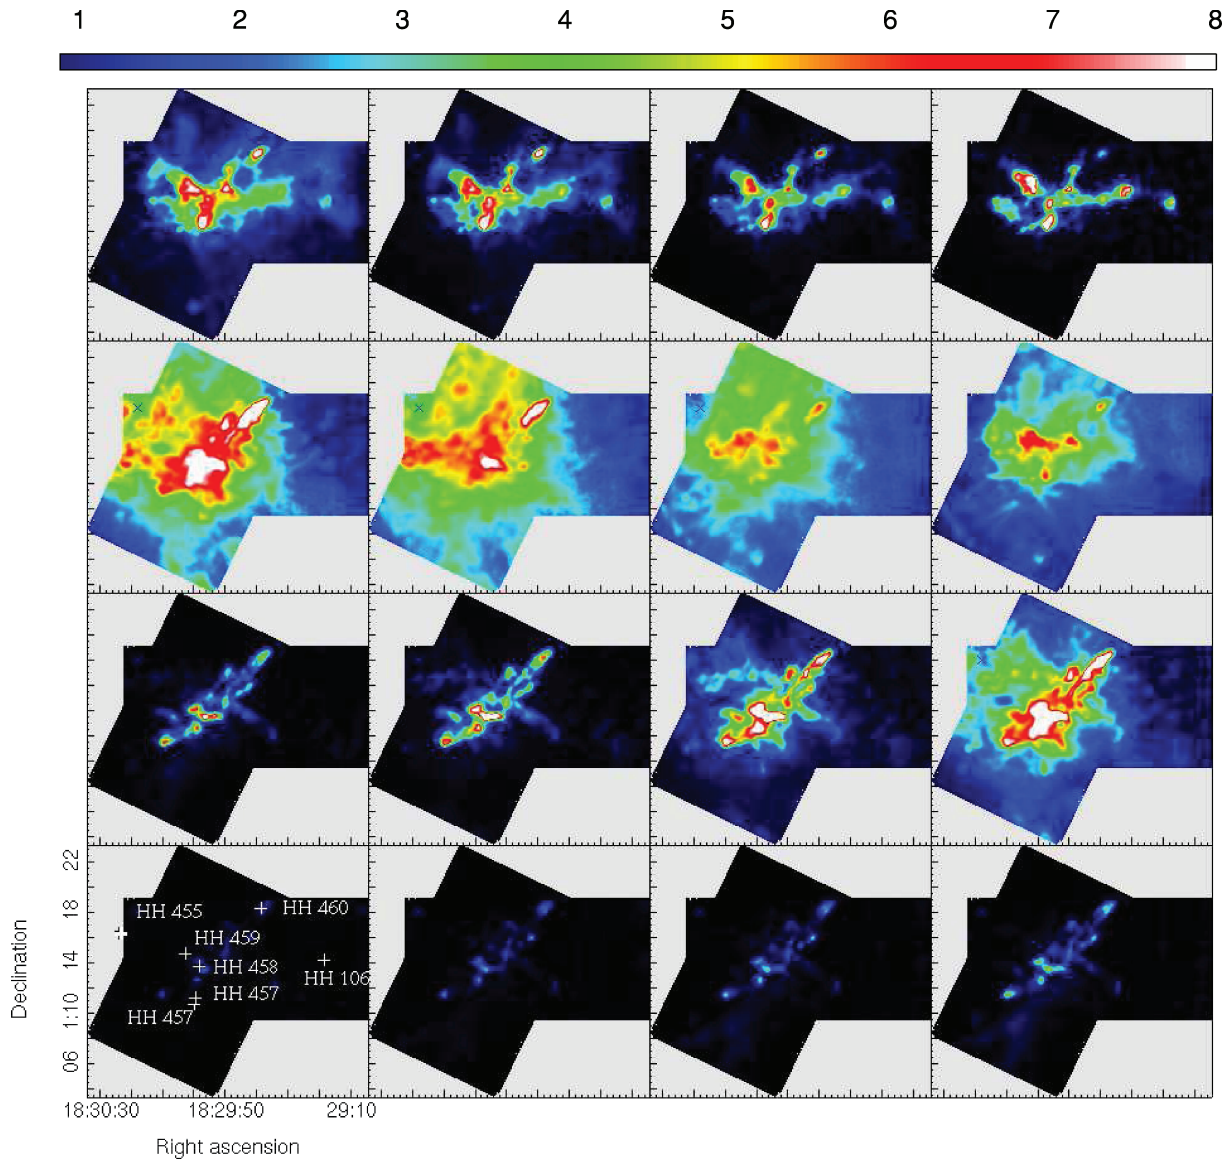 1 2 3 4 5 6 7 8
22
18
14
1:10
06
Declination
HH 455
HH 460
HH 459
HH 458
HH 106
HH 457
HH 457
18:30:30 18:29:50 29:10
Right ascension